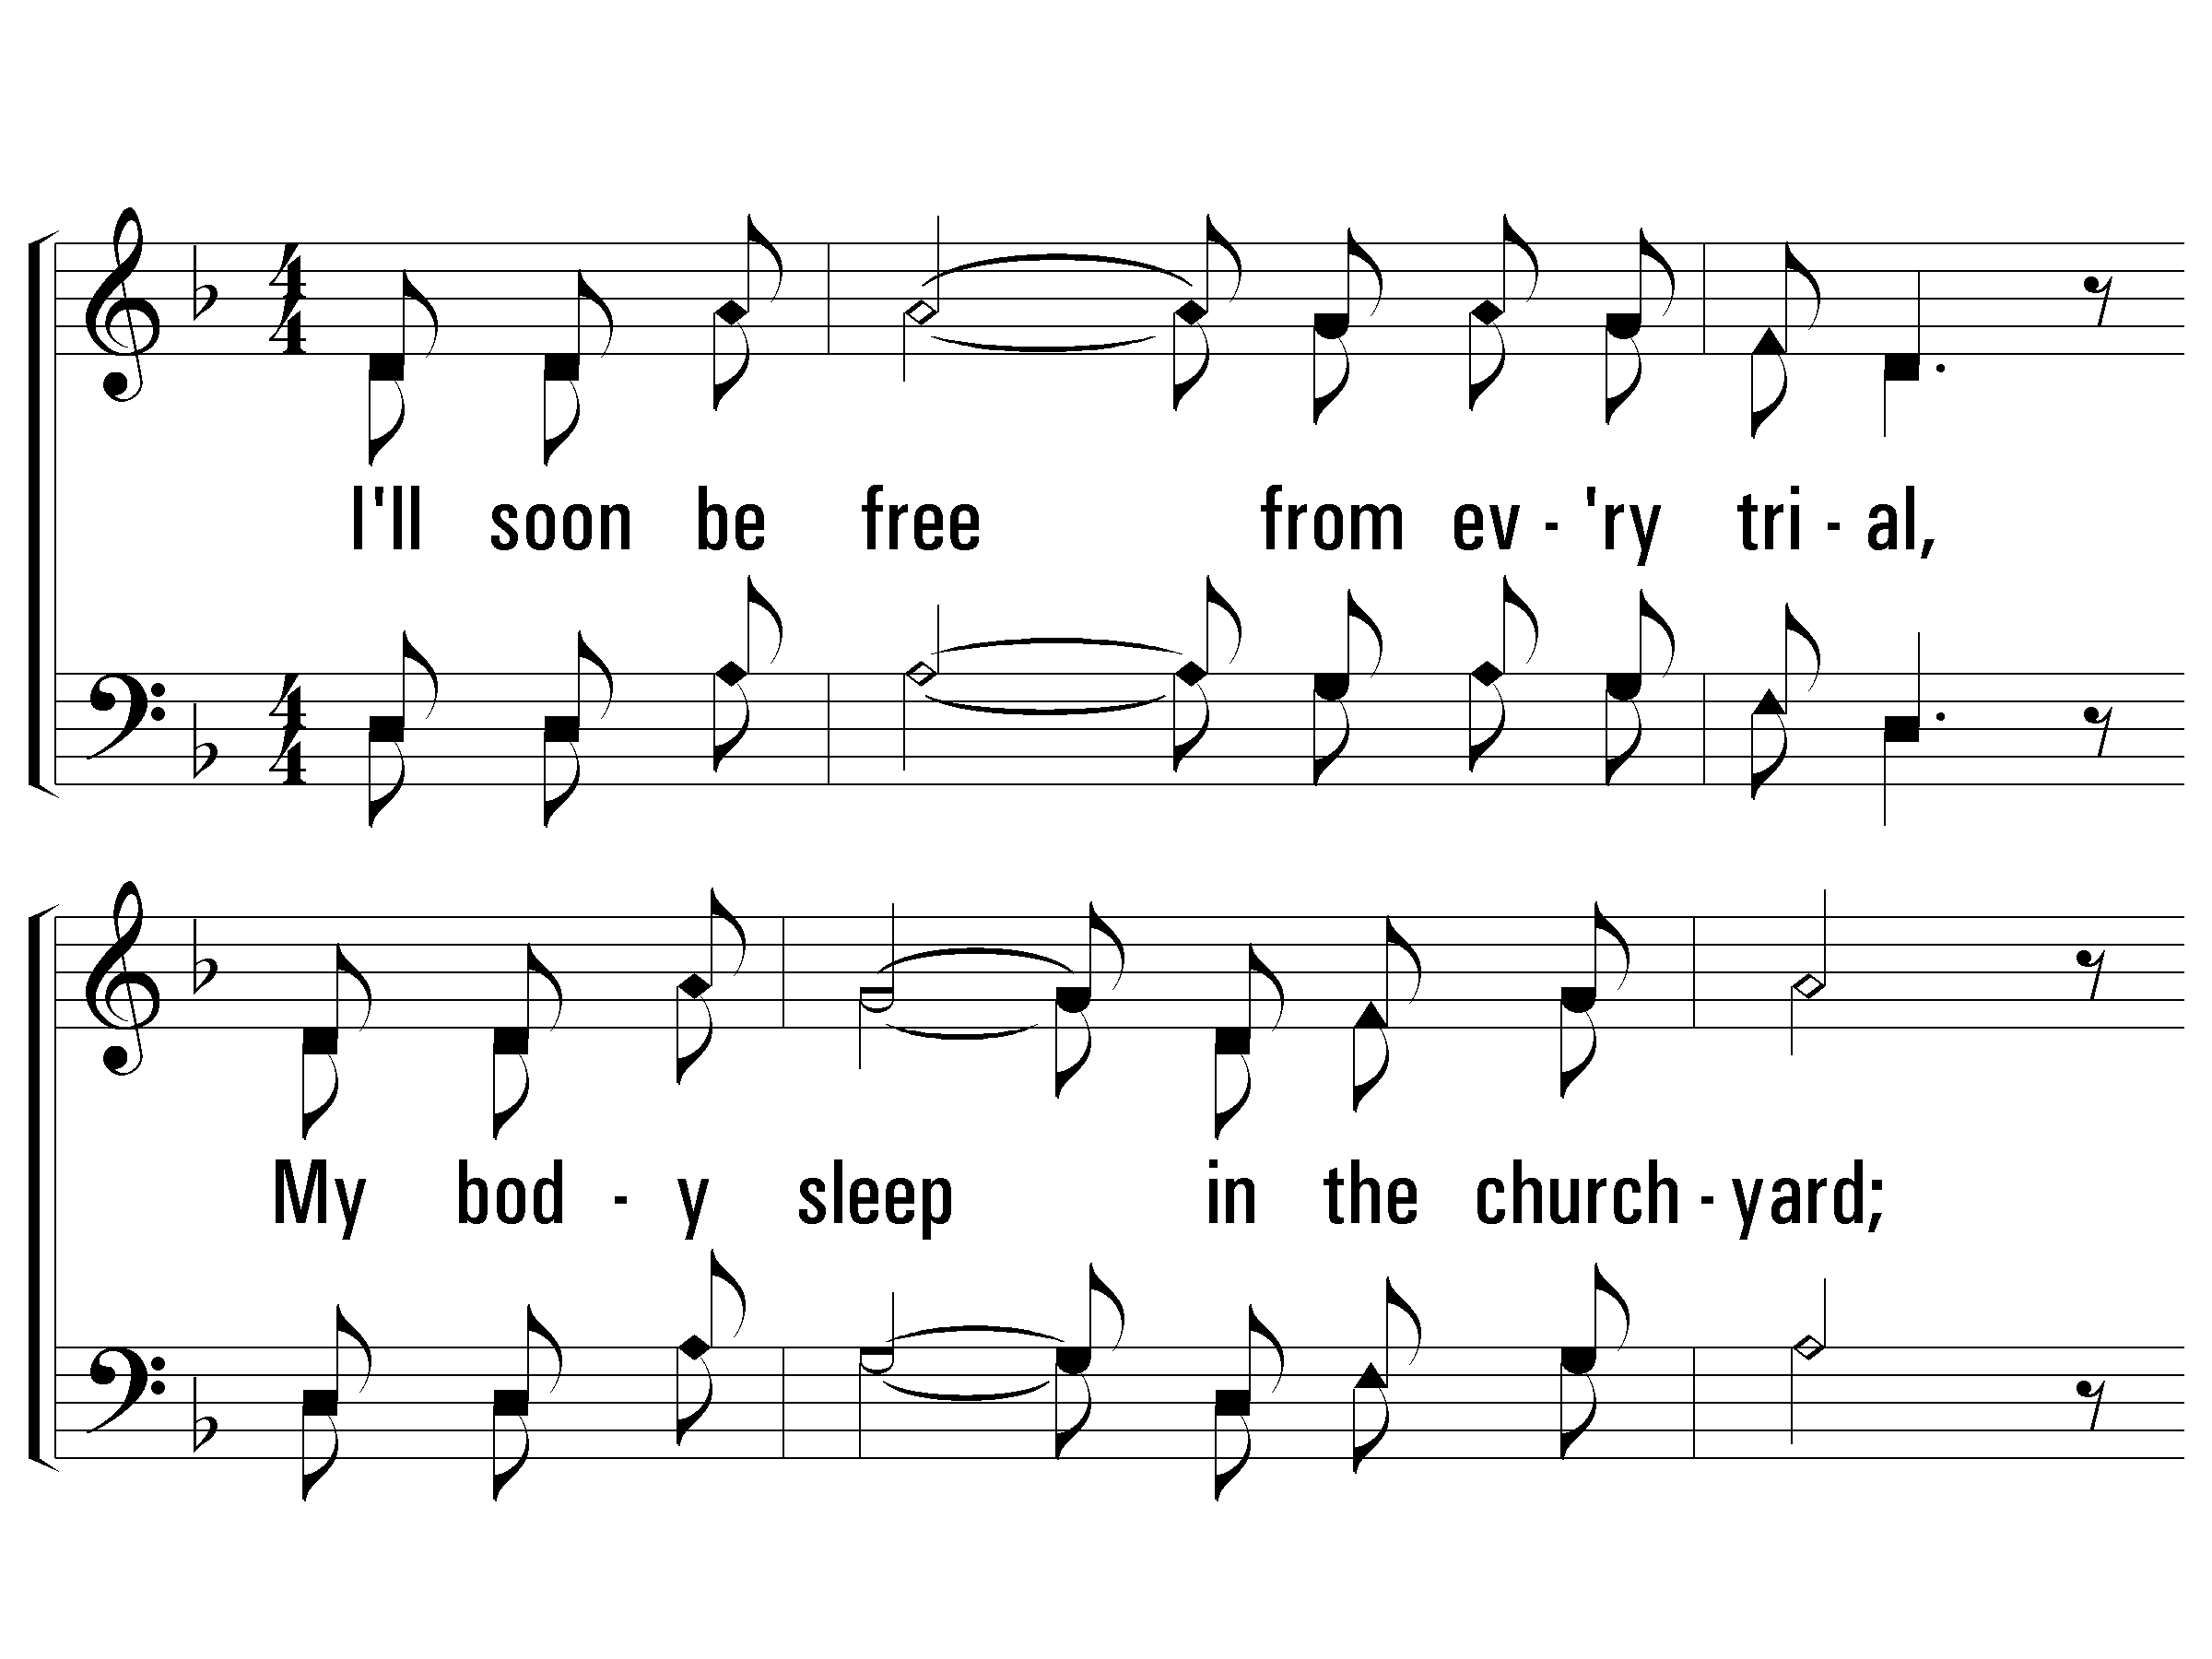 I'll soon be free from ev - 'ry tri - al,
My bod - y sleep in the church - yard;